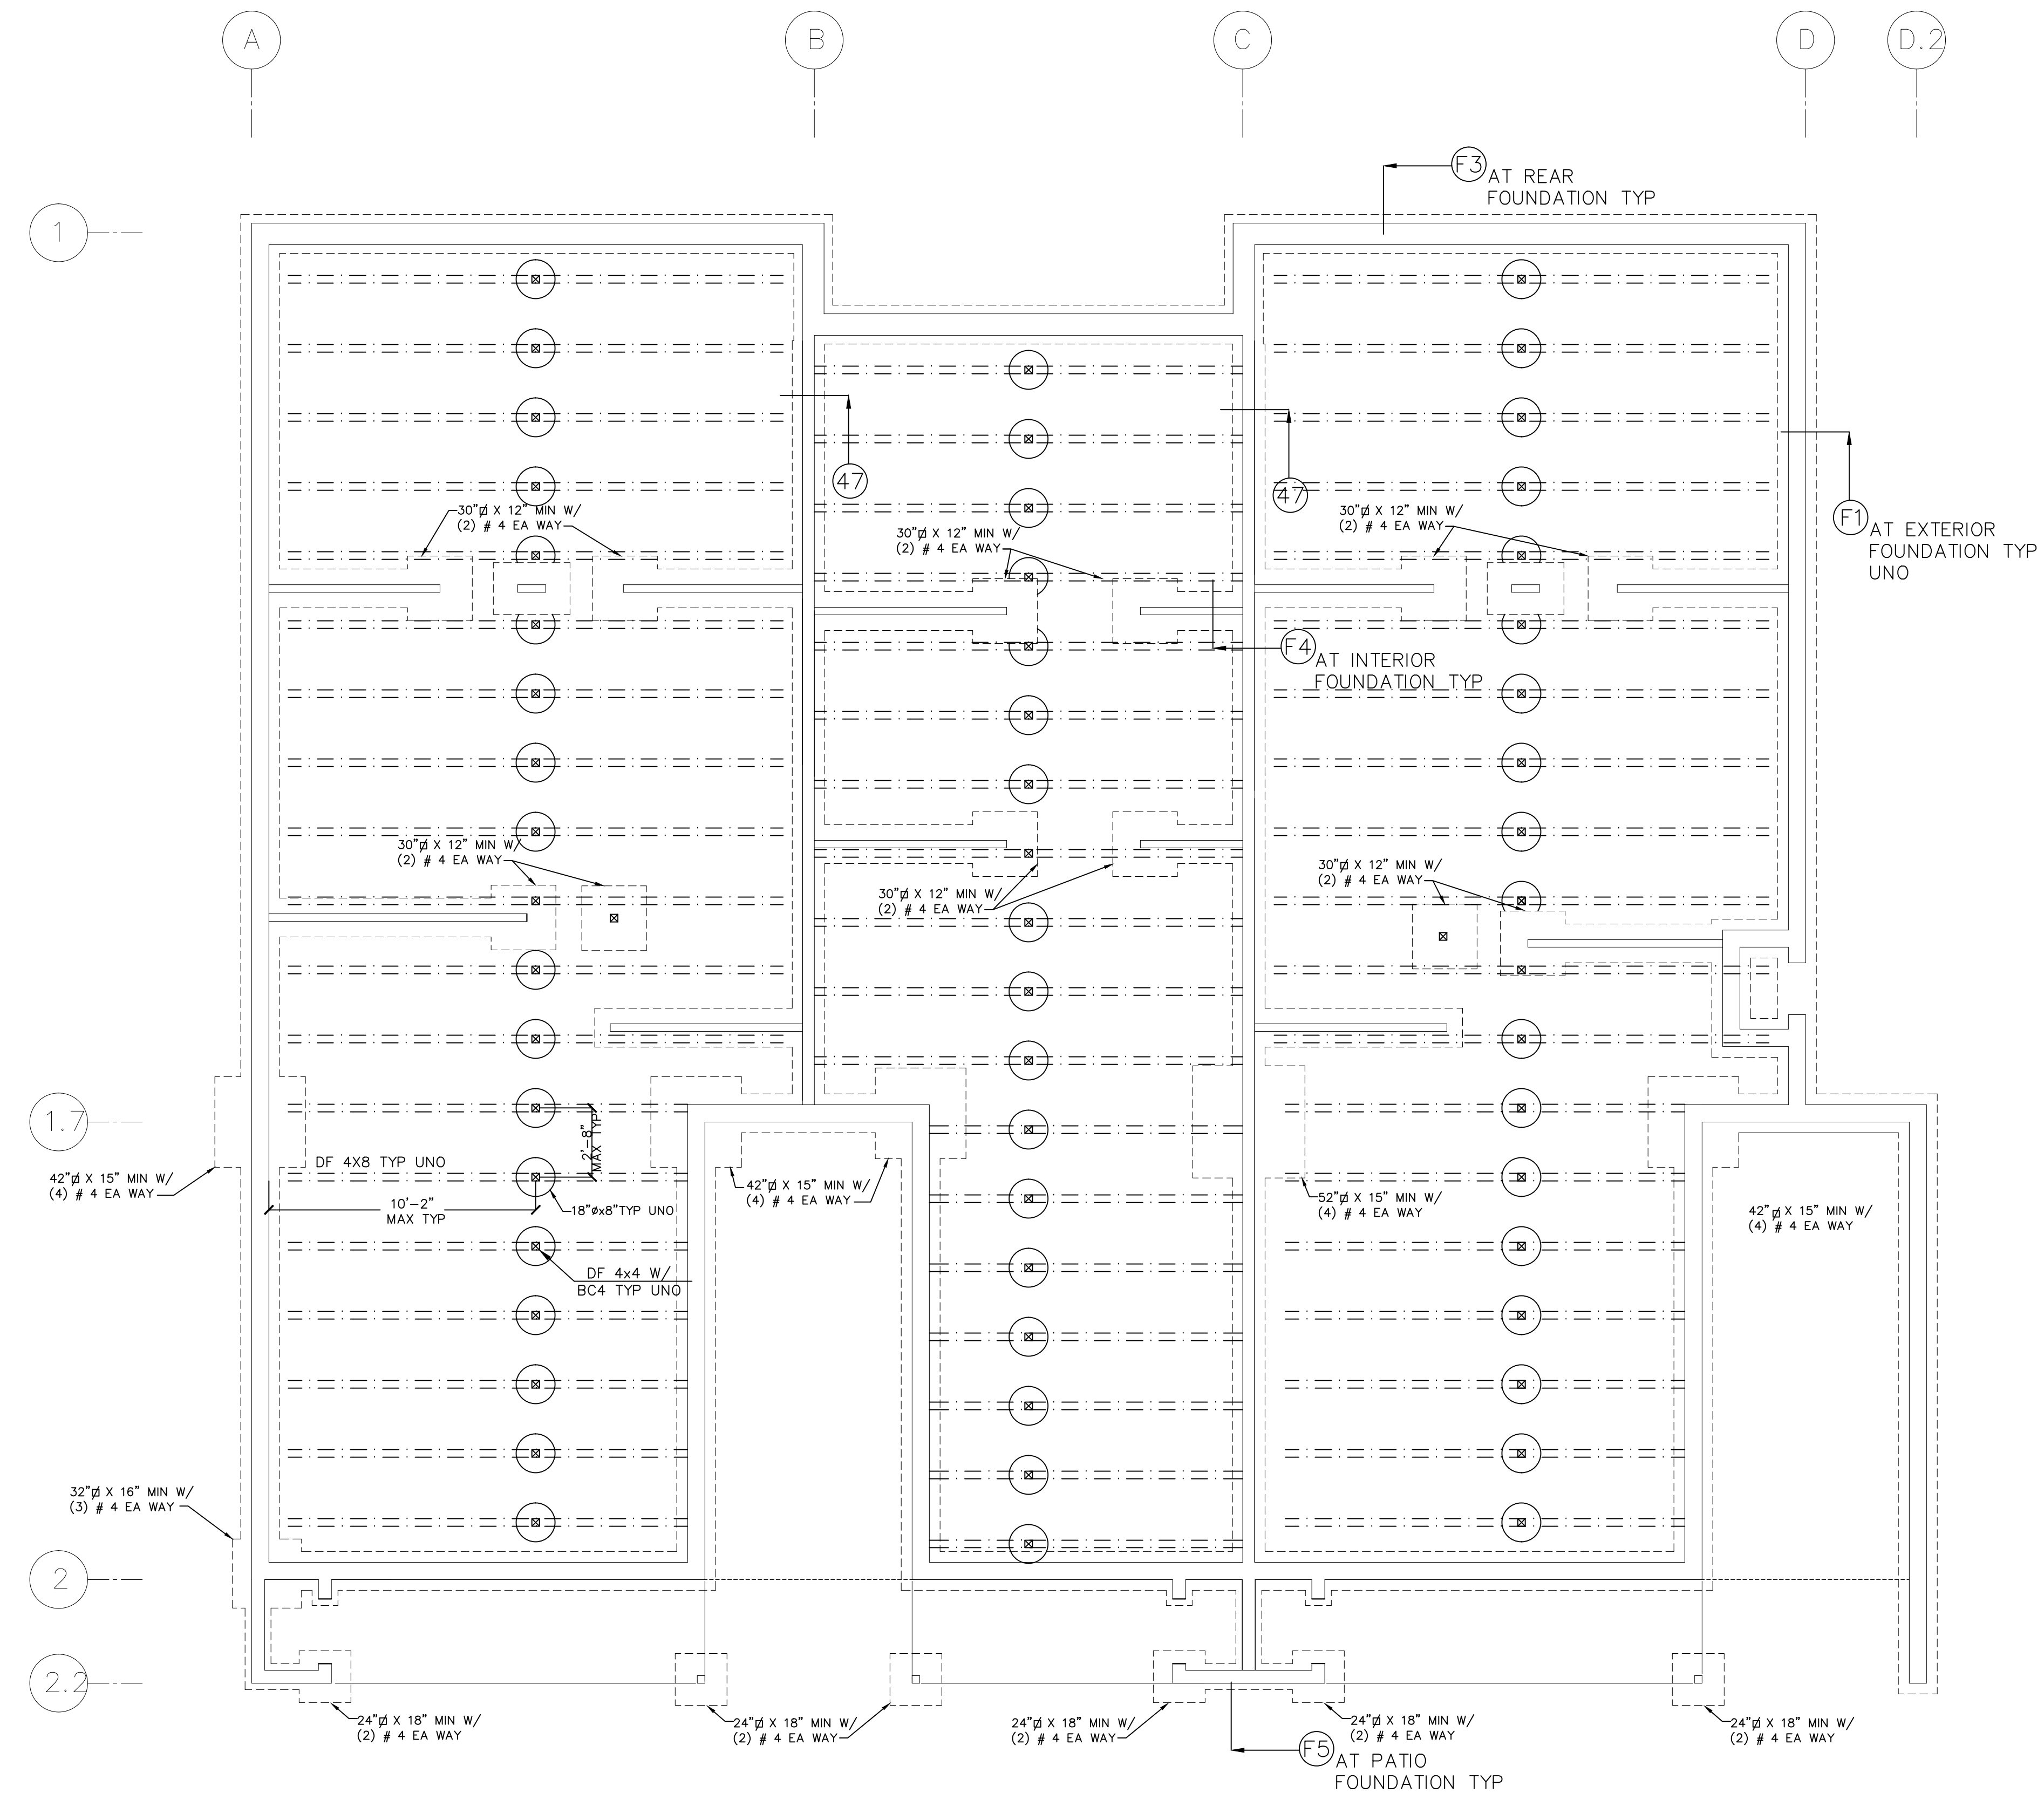 A
B
C
D
D.2
F3
AT REAR
FOUNDATION TYP
1
47
47
30"⌀ X 12" MIN W/
(2) # 4 EA WAY
30"⌀ X 12" MIN W/
(2) # 4 EA WAY
30"⌀ X 12" MIN W/
(2) # 4 EA WAY
F1
AT EXTERIOR
FOUNDATION TYP
UNO
F4
AT INTERIOR
FOUNDATION TYP
30"⌀ X 12" MIN W/
(2) # 4 EA WAY
30"⌀ X 12" MIN W/
(2) # 4 EA WAY
30"⌀ X 12" MIN W/
(2) # 4 EA WAY
1.7
2'-8"
MAX TYP
DF 4X8 TYP UNO
42"⌀ X 15" MIN W/
(4) # 4 EA WAY
10'-2"
MAX TYP
18"øx8"TYP UNO
42"⌀ X 15" MIN W/
(4) # 4 EA WAY
52"⌀ X 15" MIN W/
(4) # 4 EA WAY
42"⌀ X 15" MIN W/
(4) # 4 EA WAY
DF 4x4 W/
BC4 TYP UNO
32"⌀ X 16" MIN W/
(3) # 4 EA WAY
2
2.2
24"⌀ X 18" MIN W/
(2) # 4 EA WAY
24"⌀ X 18" MIN W/
(2) # 4 EA WAY
24"⌀ X 18" MIN W/
(2) # 4 EA WAY
24"⌀ X 18" MIN W/
(2) # 4 EA WAY
24"⌀ X 18" MIN W/
(2) # 4 EA WAY
F5
AT PATIO
FOUNDATION TYP